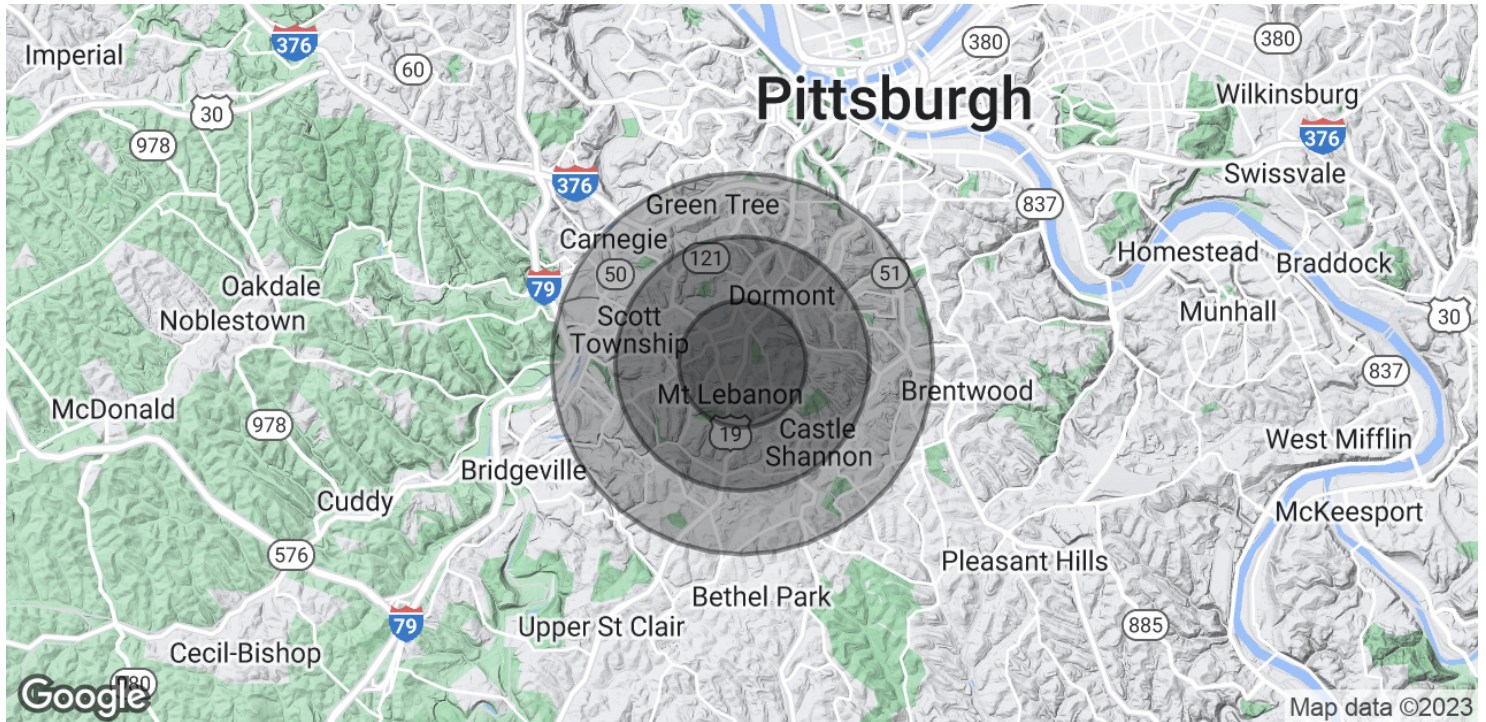 Imperial
376
60
380
380
Pittsburgh
Wilkinsburg
30
376
978
Swissvale
376
Green Tree
837
Carnegie
121
50
51
Homestead
Braddock
Oakdale
79
Dormont
Noblestown
Scott
Township
Munhall
30
837
Mt Lebanon
Brentwood
McDonald
978
19
Castle
Shannon
West Mifflin
Bridgeville
Cuddy
McKeesport
576
Pleasant Hills
Bethel Park
79
Upper St Clair
885
Cecil-Bishop
Google
Map data ©2023